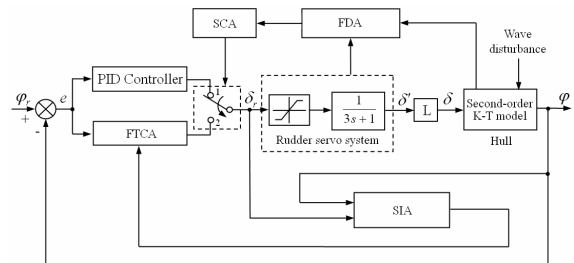 SCA
FDA
Wave
disturbance
φr
+
-
e
PID Controller
FTCA
1
2
δr
1
3s+1
Rudder servo system
δ'
L
δ
Second-order
K-T model
Hull
φ
SIA